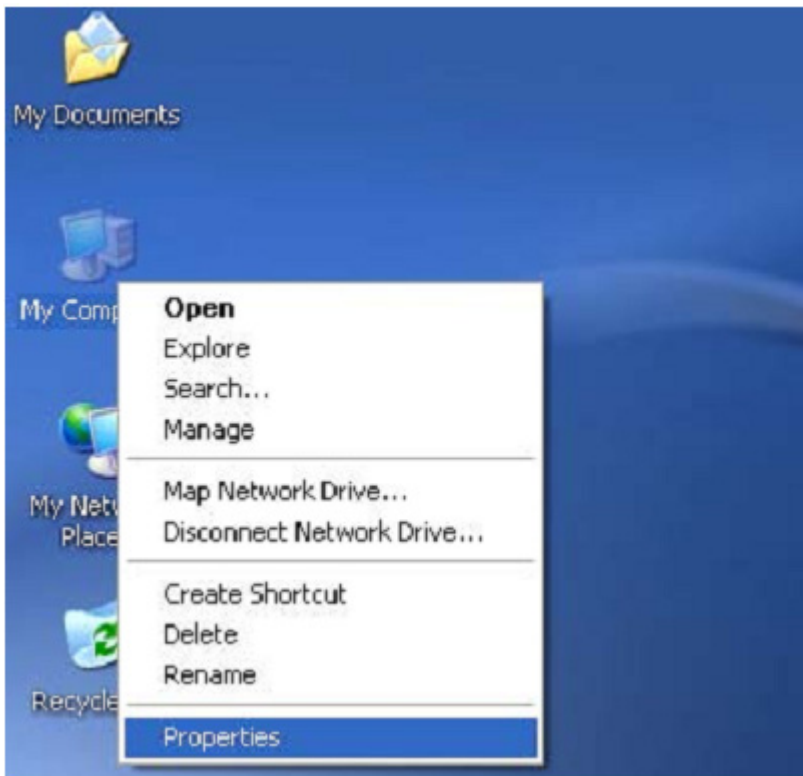 My Documents
My Comp
Open
Explore
Search...
Manage
Map Network Drive...
Disconnect Network Drive...
My Netw
Place
Create Shortcut
Delete
Rename
Recycle
Properties